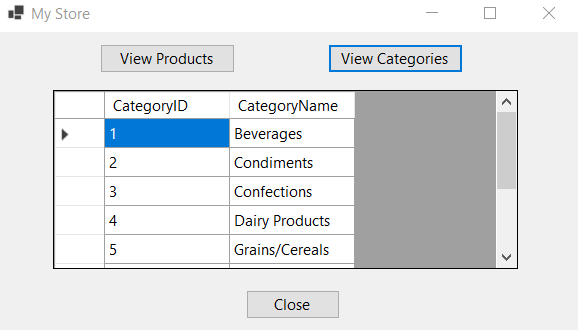 My Store
View Products View Categories
CategoryID CategoryName
1 Beverages
2 Condiments
3 Confections
4 Dairy Products
5 Grains/Cereals
Close